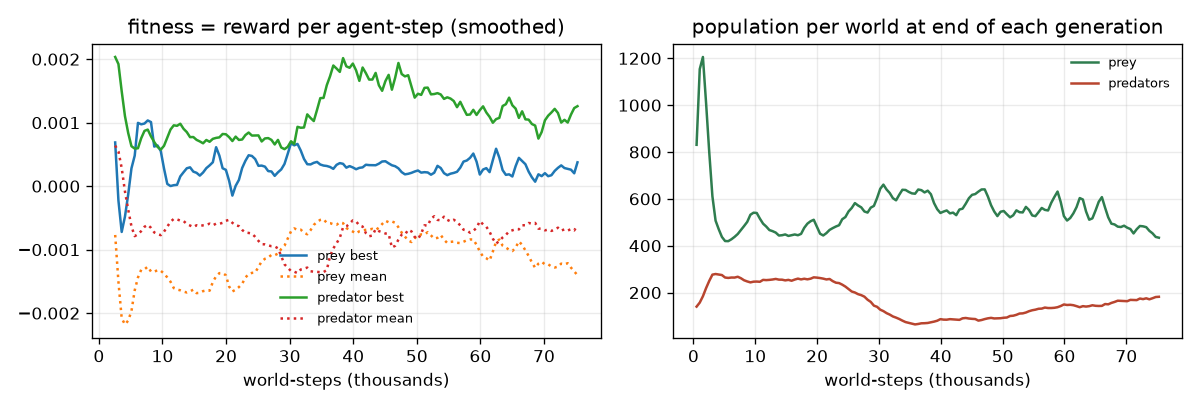 fitness = reward per agent-step (smoothed)
0.002
0.001
0.000
−0.001
−0.002
prey best
prey mean
predator best
predator mean
0 10 20 30 40 50 60 70
world-steps (thousands)
population per world at end of each generation
1200
1000
800
600
400
200
prey
predators
0 10 20 30 40 50 60 70
world-steps (thousands)